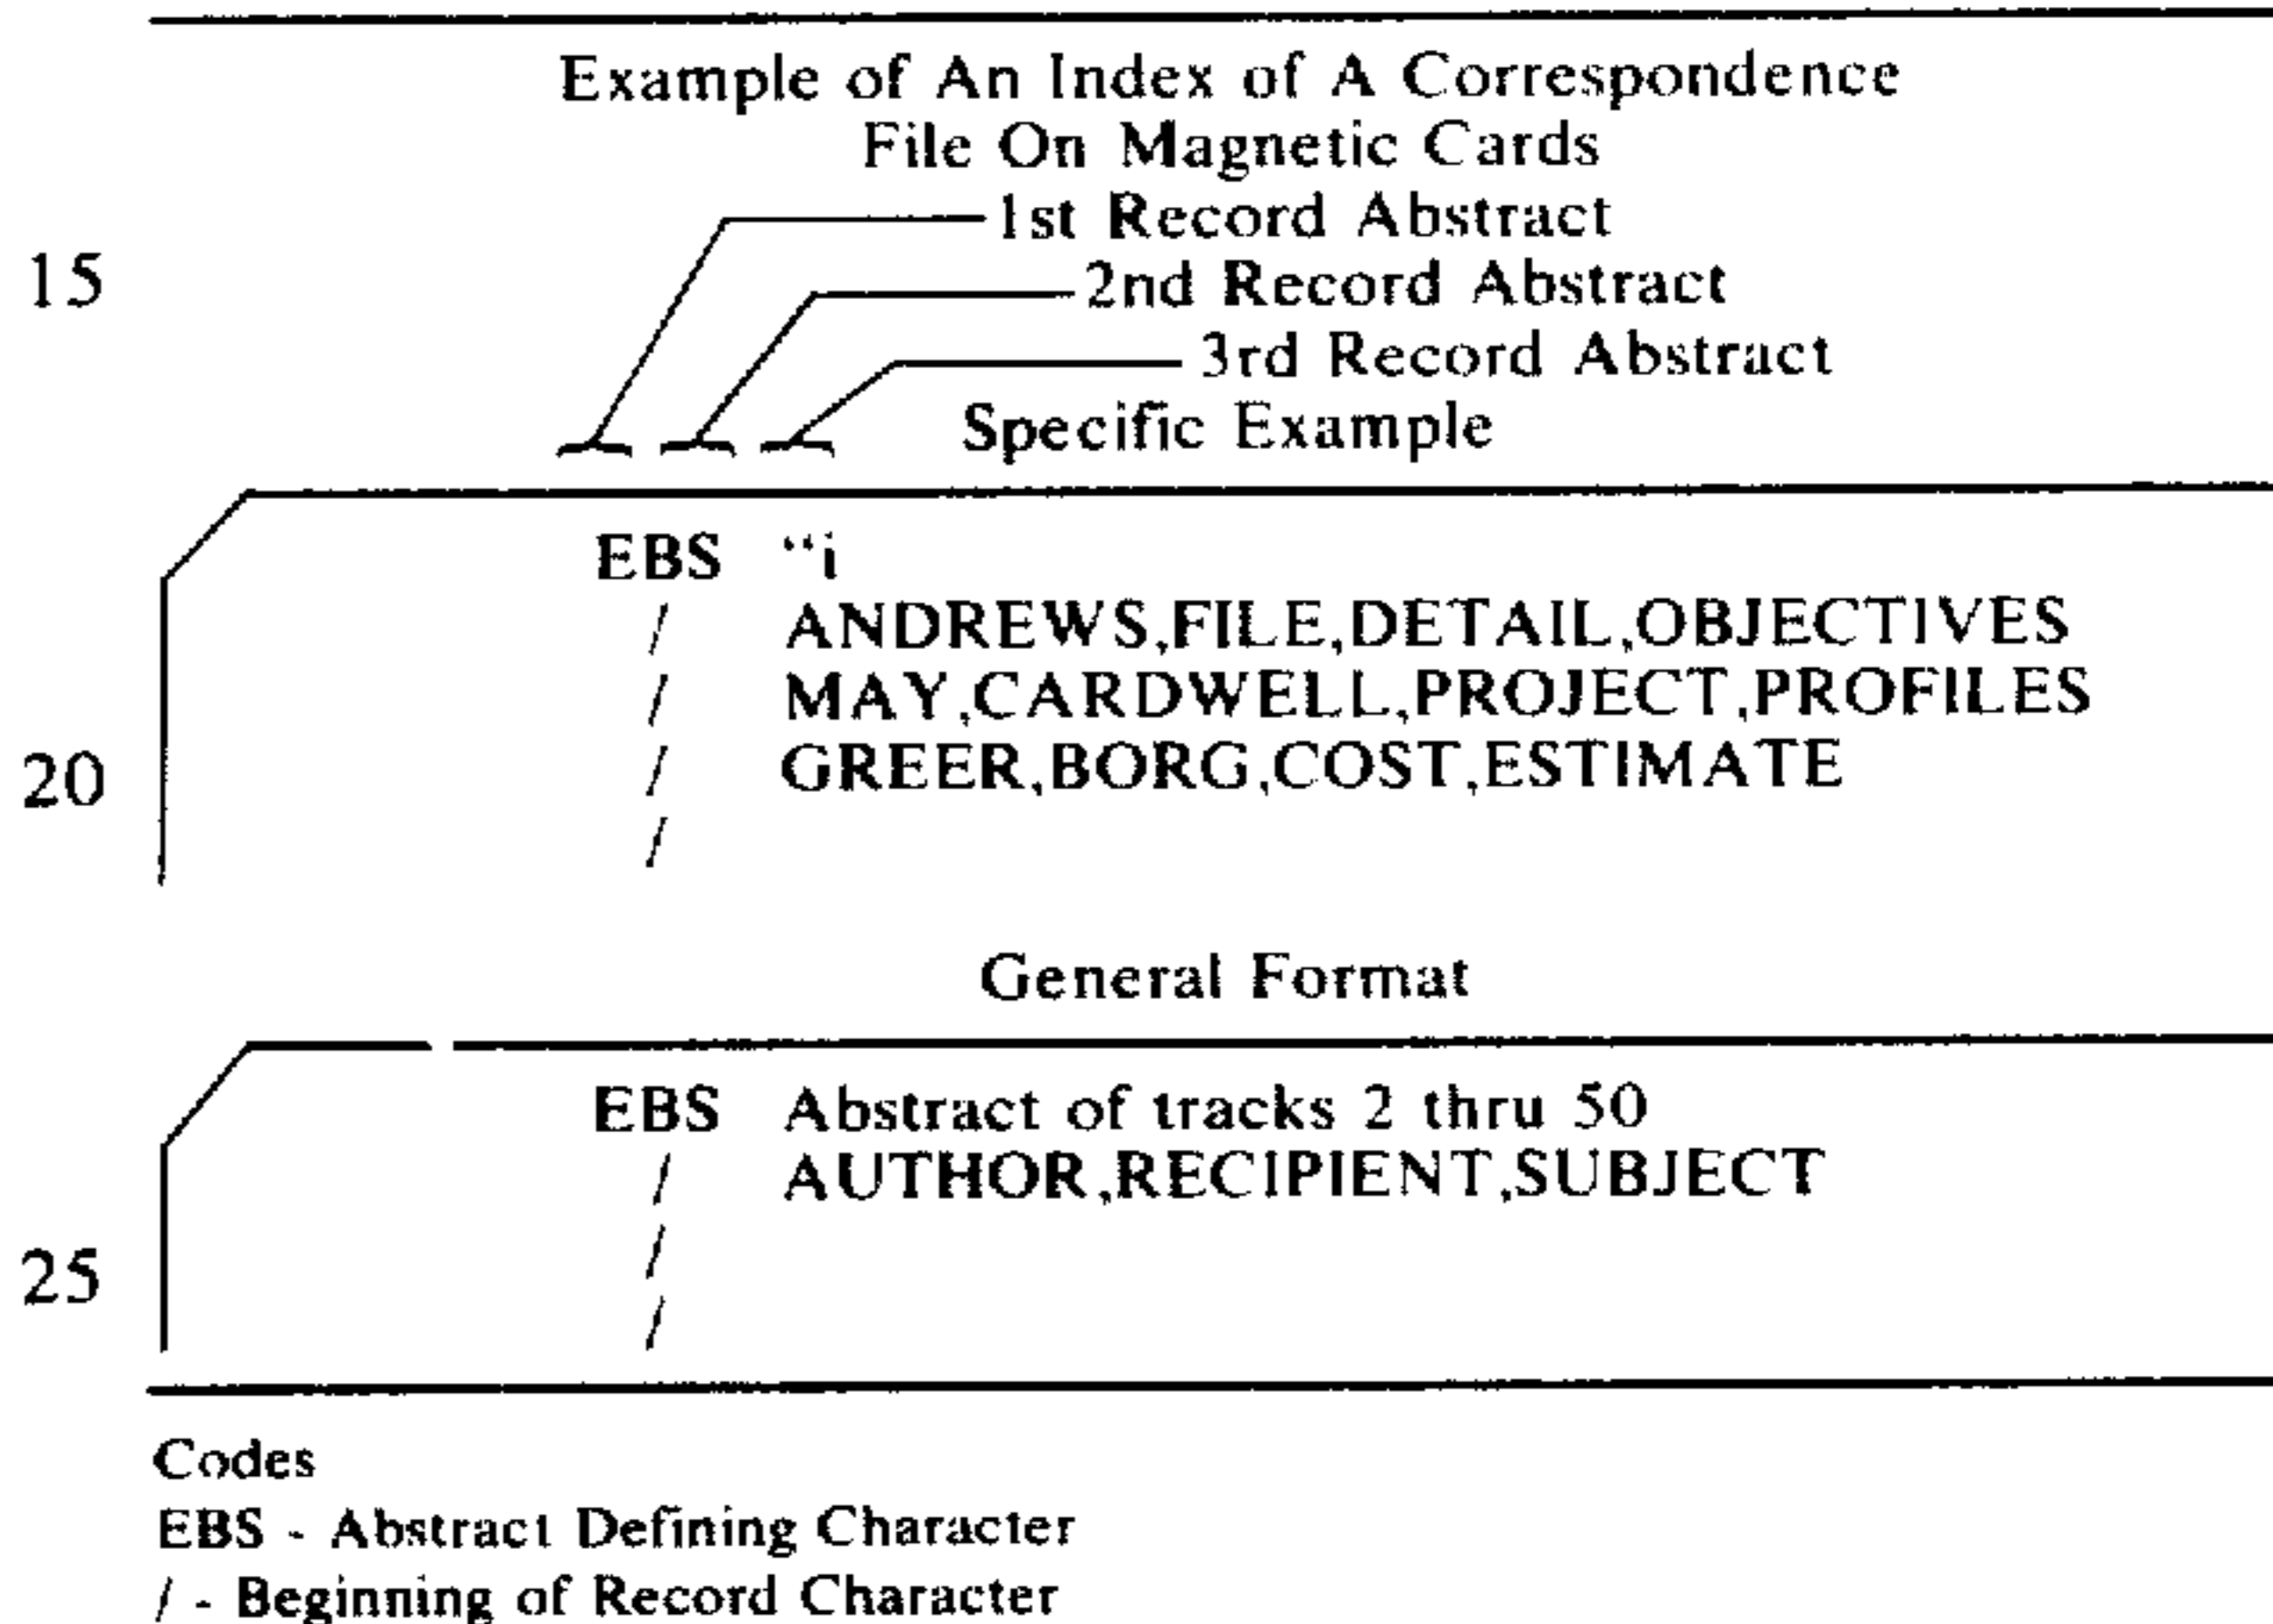 Example of An Index of A Correspondence
File On Magnetic Cards
1st Record Abstract
15
2nd Record Abstract
3rd Record Abstract
Specific Example
EBS “i
/ ANDREWS,FILE,DETAIL,OBJECTIVES
/ MAY,CARDWELL,PROJECT,PROFILES
20 / GREER,BORG,COST,ESTIMATE
/
General Format
EBS Abstract of tracks 2 thru 50
/ AUTHOR,RECIPIENT,SUBJECT
25 /
/
Codes
EBS - Abstract Defining Character
/ - Beginning of Record Character